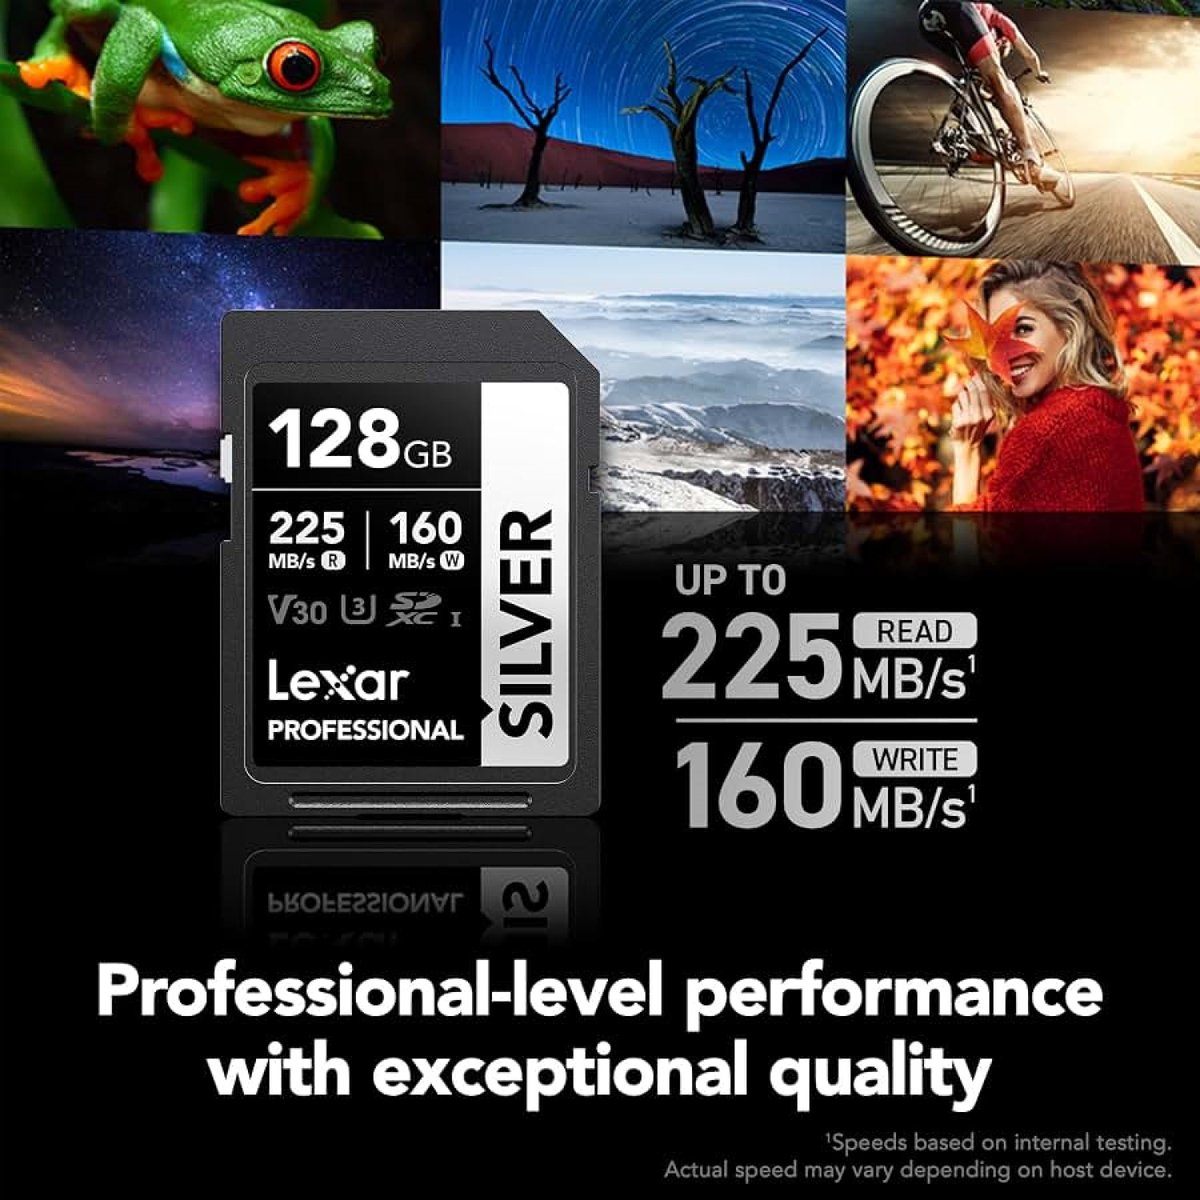 128GB
225 | 160
MB/s R MB/s W
V30 U3 SDXC I
Lexar
PROFESSIONAL
SILVER
UP TO
225 READ MB/s¹
160 WRITE MB/s¹
PROFESSIONAL
Professional-level performance
with exceptional quality
¹Speeds based on internal testing.
Actual speed may vary depending on host device.